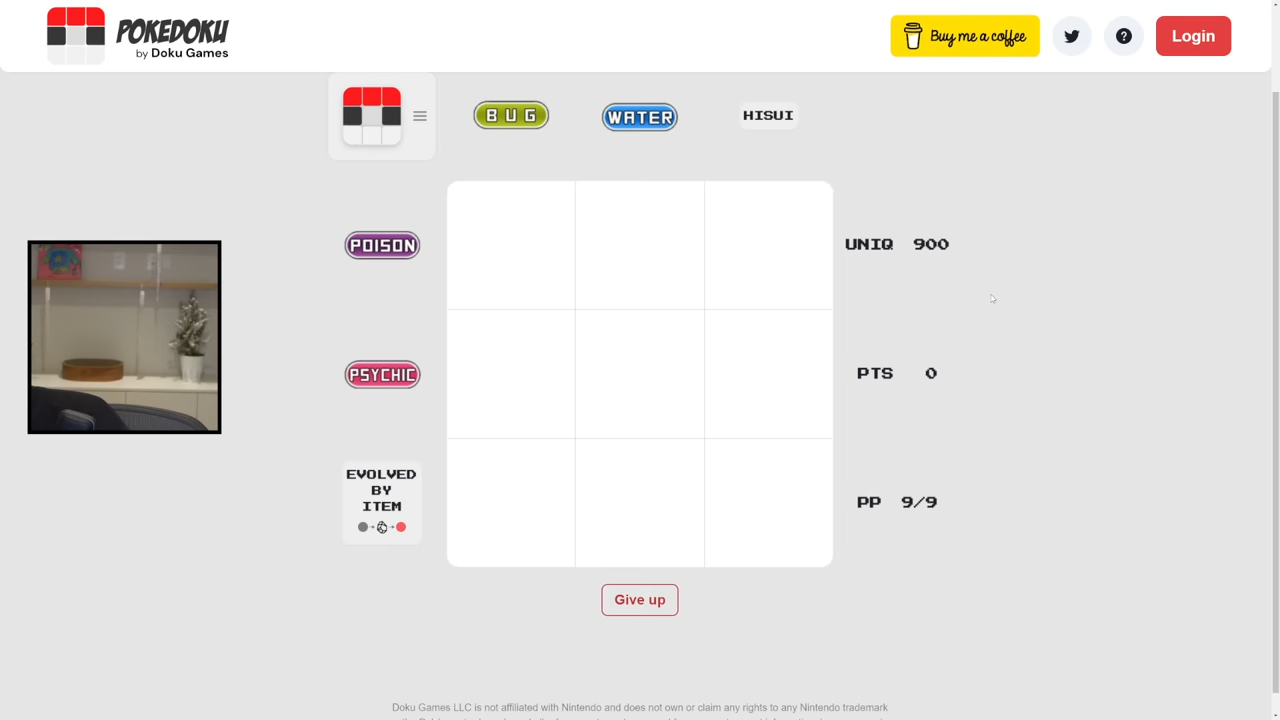 POKEDOKU
by Doku Games
Buy me a coffee
?
Login
BUG
WATER
HISUI
POISON
UNIQ 900
PSYCHIC
PTS 0
EVOLVED
BY
ITEM
PP 9/9
Give up
Doku Games LLC is not affiliated with Nintendo and does not own or claim any rights to any Nintendo trademark